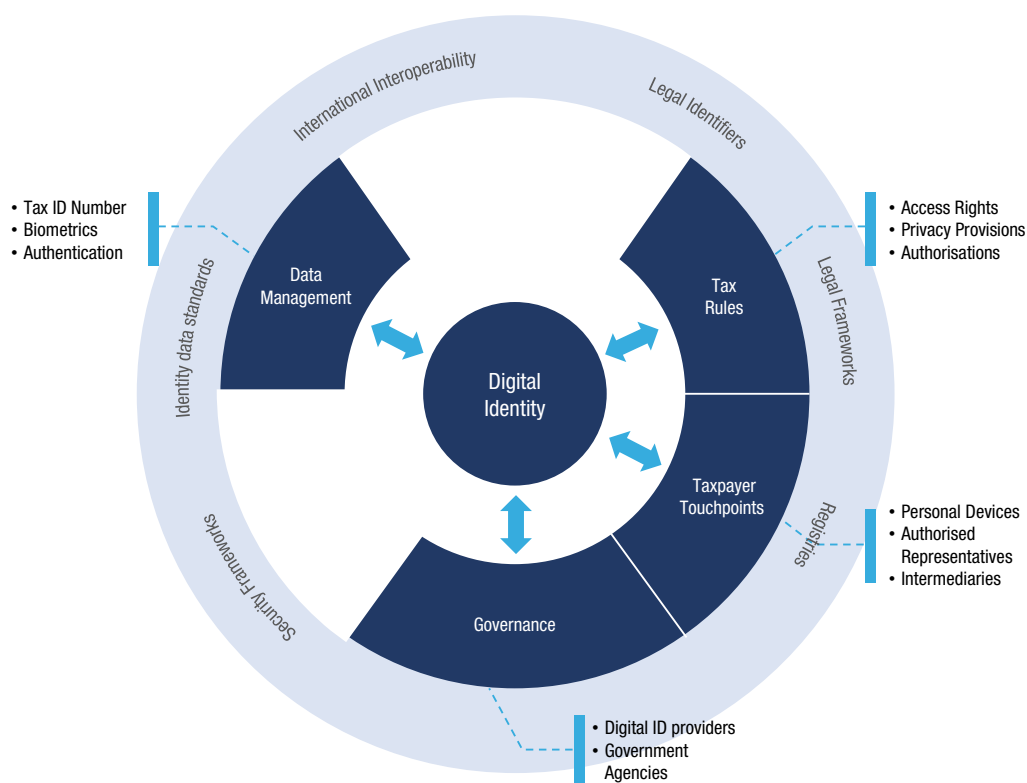 International Interoperability
Legal Identifiers
• Tax ID Number
• Biometrics
• Authentication
• Access Rights
• Privacy Provisions
• Authorisations
Data
Management
Tax
Rules
Identity data standards
Legal Frameworks
Digital
Identity
Taxpayer
Touchpoints
Registries
• Personal Devices
• Authorised
Representatives
• Intermediaries
Security Frameworks
Governance
• Digital ID providers
• Government
Agencies